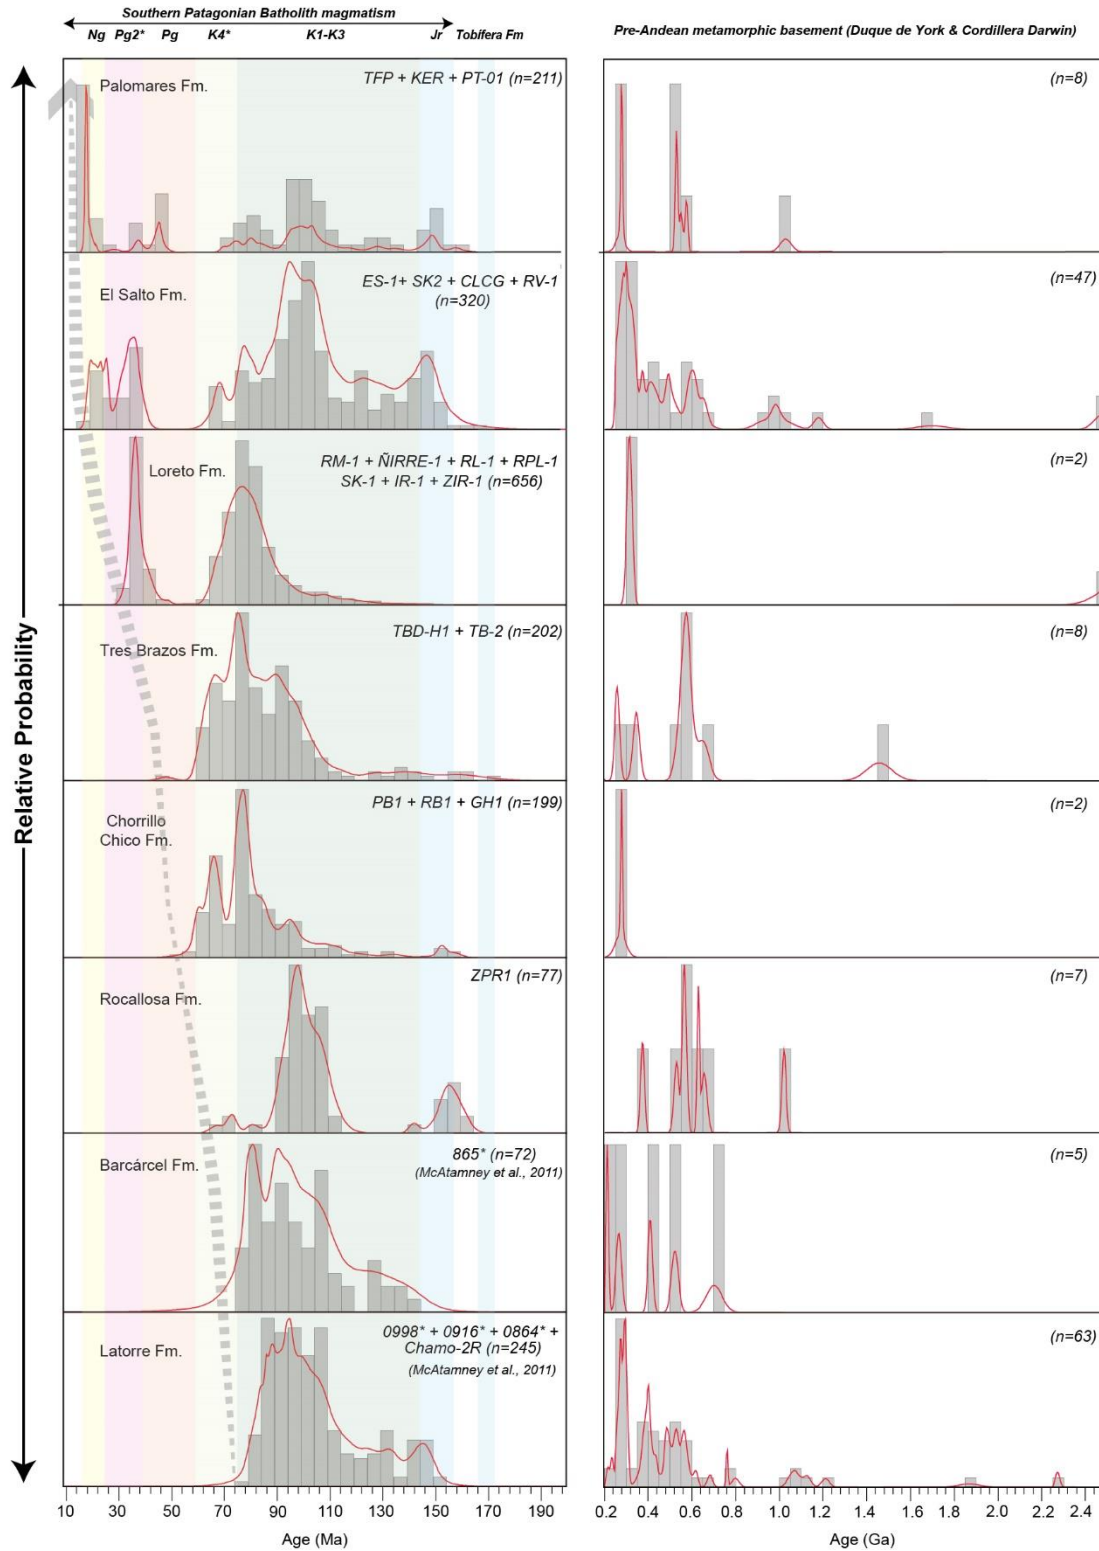 Southern Patagonian Batholith magmatism
Ng Pg2* Pg K4* K1-K3 Jr Tobífera Fm
Pre-Andean metamorphic basement (Duque de York & Cordillera Darwin)
Relative Probability
Palomares Fm.
TFP + KER + PT-01 (n=211)
(n=8)
El Salto Fm.
ES-1+ SK2 + CLCG + RV-1
(n=320)
(n=47)
Loreto Fm.
RM-1 + ÑIRRE-1 + RL-1 + RPL-1
SK-1 + IR-1 + ZIR-1 (n=656)
(n=2)
Tres Brazos Fm.
TBD-H1 + TB-2 (n=202)
(n=8)
Chorrillo
Chico Fm.
PB1 + RB1 + GH1 (n=199)
(n=2)
Rocallosa Fm.
ZPR1 (n=77)
(n=7)
Barcárcel Fm.
865* (n=72)
(McAtamney et al., 2011)
(n=5)
Latorre Fm.
0998* + 0916* + 0864* +
Chamo-2R (n=245)
(McAtamney et al., 2011)
(n=63)
10 30 50 70 90 110 130 150 170 190
Age (Ma)
0.2 0.4 0.6 0.8 1.0 1.2 1.4 1.6 1.8 2.0 2.2 2.4
Age (Ga)